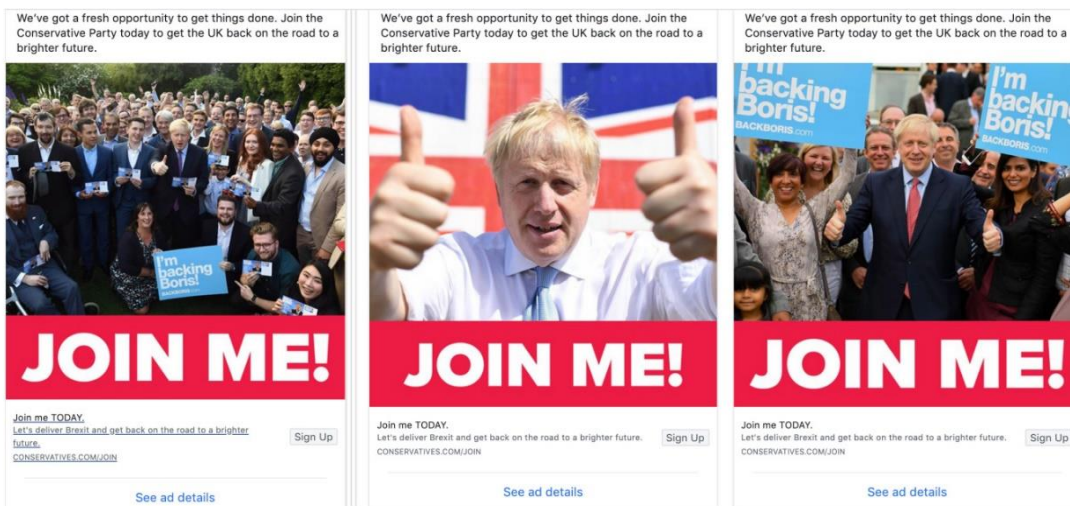 We've got a fresh opportunity to get things done. Join the
Conservative Party today to get the UK back on the road to a
brighter future.
I'm
backing
Boris!
BACKBORIS.com
JOIN ME!
Join me TODAY.
Let's deliver Brexit and get back on the road to a brighter
future.
CONSERVATIVES.COM/JOIN
Sign Up
See ad details
We've got a fresh opportunity to get things done. Join the
Conservative Party today to get the UK back on the road to a
brighter future.
JOIN ME!
Join me TODAY.
Let's deliver Brexit and get back on the road to a brighter future.
CONSERVATIVES.COM/JOIN
Sign Up
See ad details
We've got a fresh opportunity to get things done. Join the
Conservative Party today to get the UK back on the road to a
brighter future.
I'm
backing
Boris!
BACKBORIS.com
I'm
backing
Boris!
BACKBORIS.com
JOIN ME!
Join me TODAY.
Let's deliver Brexit and get back on the road to a brighter future.
CONSERVATIVES.COM/JOIN
Sign Up
See ad details